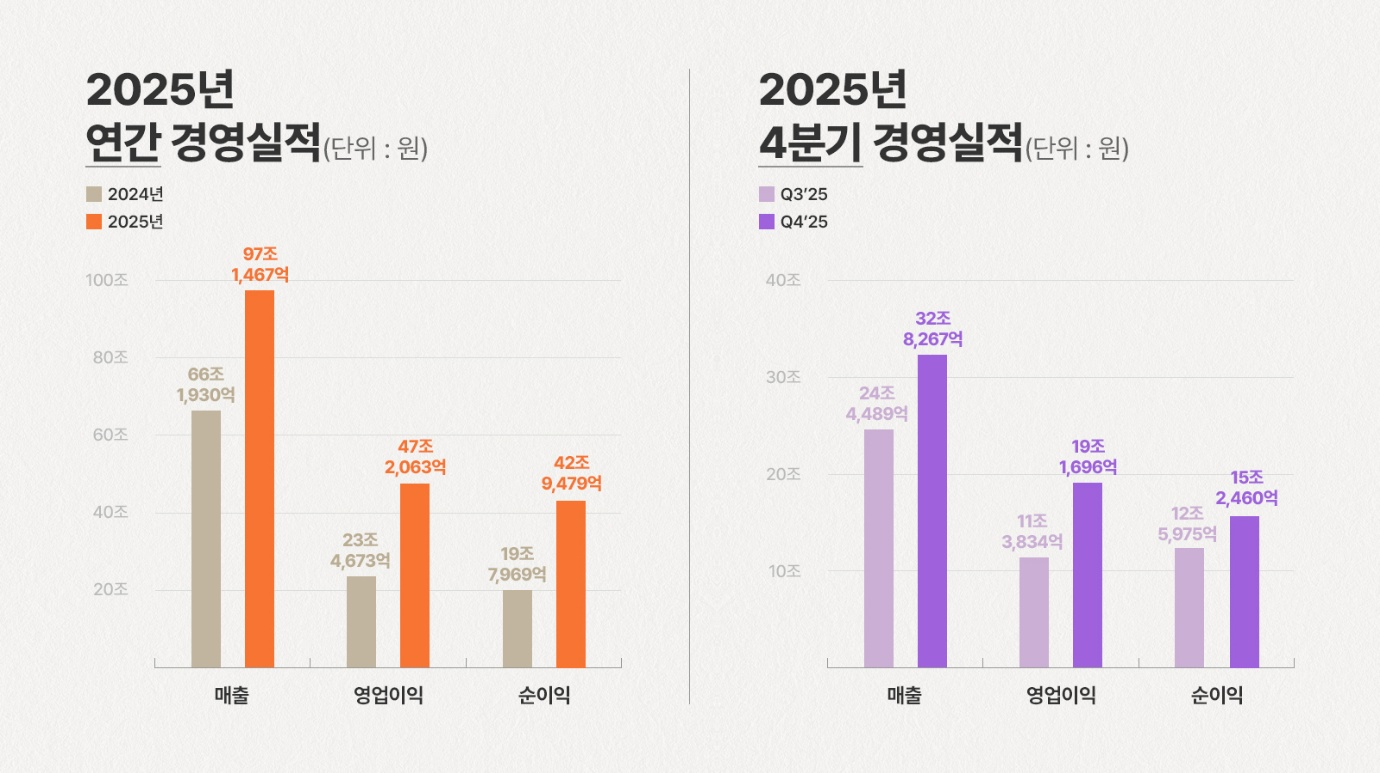 2025년
연간 경영실적(단위 : 원)
2024년
2025년
100조
80조
60조
40조
20조
66조
1,930억
97조
1,467억
23조
4,673억
47조
2,063억
19조
7,969억
42조
9,479억
매출
영업이익
순이익
2025년
4분기 경영실적(단위 : 원)
Q3’25
Q4’25
40조
30조
20조
10조
24조
4,489억
32조
8,267억
11조
3,834억
19조
1,696억
12조
5,975억
15조
2,460억
매출
영업이익
순이익